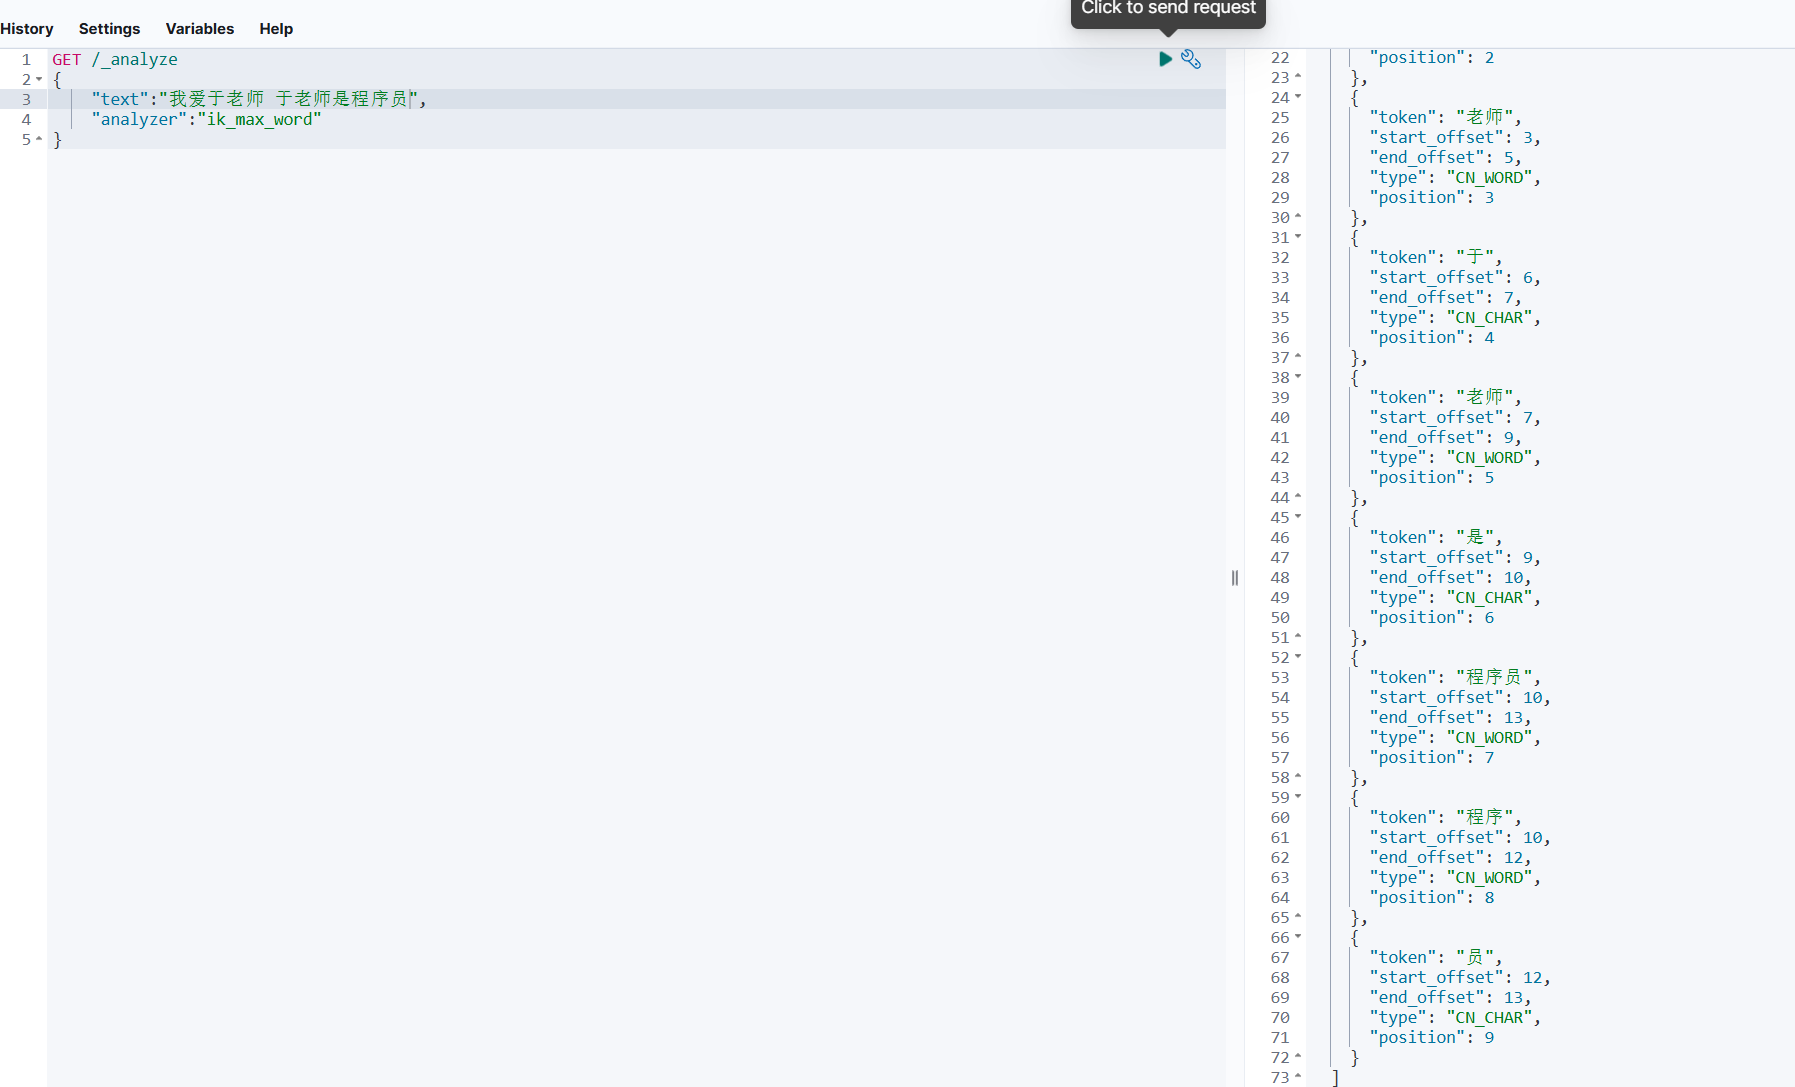 Click to send request
History Settings Variables Help
1 GET /_analyze
2 {
3 "text":"我爱于老师 于老师是程序员",
4 "analyzer":"ik_max_word"
5 }
22 "position": 2
23 },
24 {
25 "token": "老师",
26 "start_offset": 3,
27 "end_offset": 5,
28 "type": "CN_WORD",
29 "position": 3
30 },
31 {
32 "token": "于",
33 "start_offset": 6,
34 "end_offset": 7,
35 "type": "CN_CHAR",
36 "position": 4
37 },
38 {
39 "token": "老师",
40 "start_offset": 7,
41 "end_offset": 9,
42 "type": "CN_WORD",
43 "position": 5
44 },
45 {
46 "token": "是",
47 "start_offset": 9,
48 "end_offset": 10,
49 "type": "CN_CHAR",
50 "position": 6
51 },
52 {
53 "token": "程序员",
54 "start_offset": 10,
55 "end_offset": 13,
56 "type": "CN_WORD",
57 "position": 7
58 },
59 {
60 "token": "程序",
61 "start_offset": 10,
62 "end_offset": 12,
63 "type": "CN_WORD",
64 "position": 8
65 },
66 {
67 "token": "员",
68 "start_offset": 12,
69 "end_offset": 13,
70 "type": "CN_CHAR",
71 "position": 9
72 }
73 ]